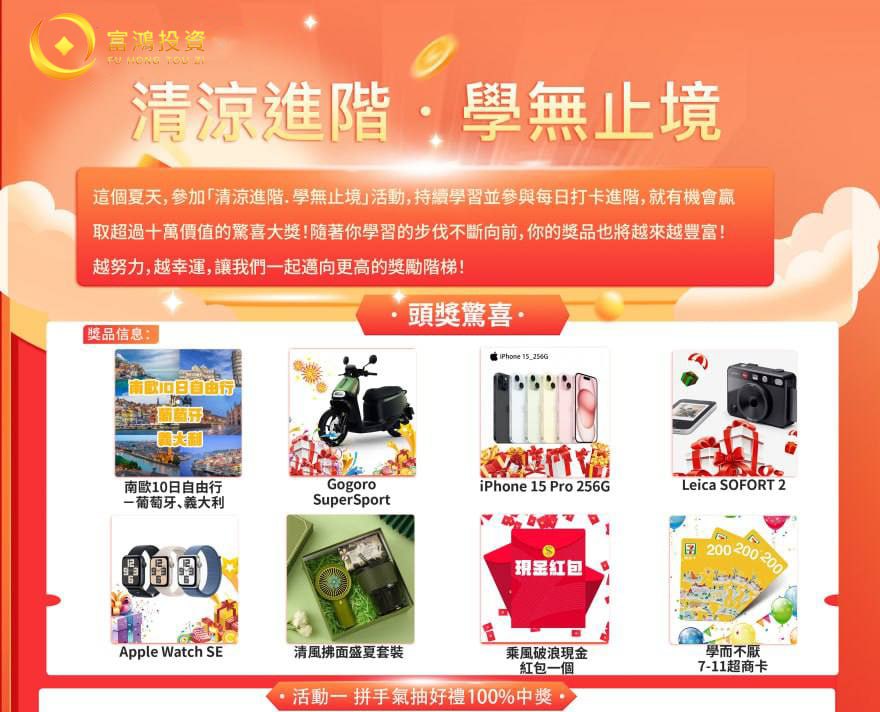 富鴻投資
FU HONG TOU ZI
清涼進階·學無止境
這個夏天,參加「清涼進階.學無止境」活動,持續學習並參與每日打卡進階,就有機會贏
取超過十萬價值的驚喜大獎!隨著你學習的步伐不斷向前,你的獎品也將越來越豐富!
越努力,越幸運,讓我們一起邁向更高的獎勵階梯!
·頭獎驚喜·
獎品信息:
南歐10日自由行
葡萄牙
義大利
iPhone 15_256G
南歐10日自由行
–葡萄牙、義大利
Gogoro
SuperSport
iPhone 15 Pro 256G
Leica SOFORT 2
現金紅包
200 200 200
Apple Watch SE
清風拂面盛夏套裝
乘風破浪現金
紅包一個
學而不厭
7-11超商卡
·活動一 拼手氣抽好禮100%中獎·